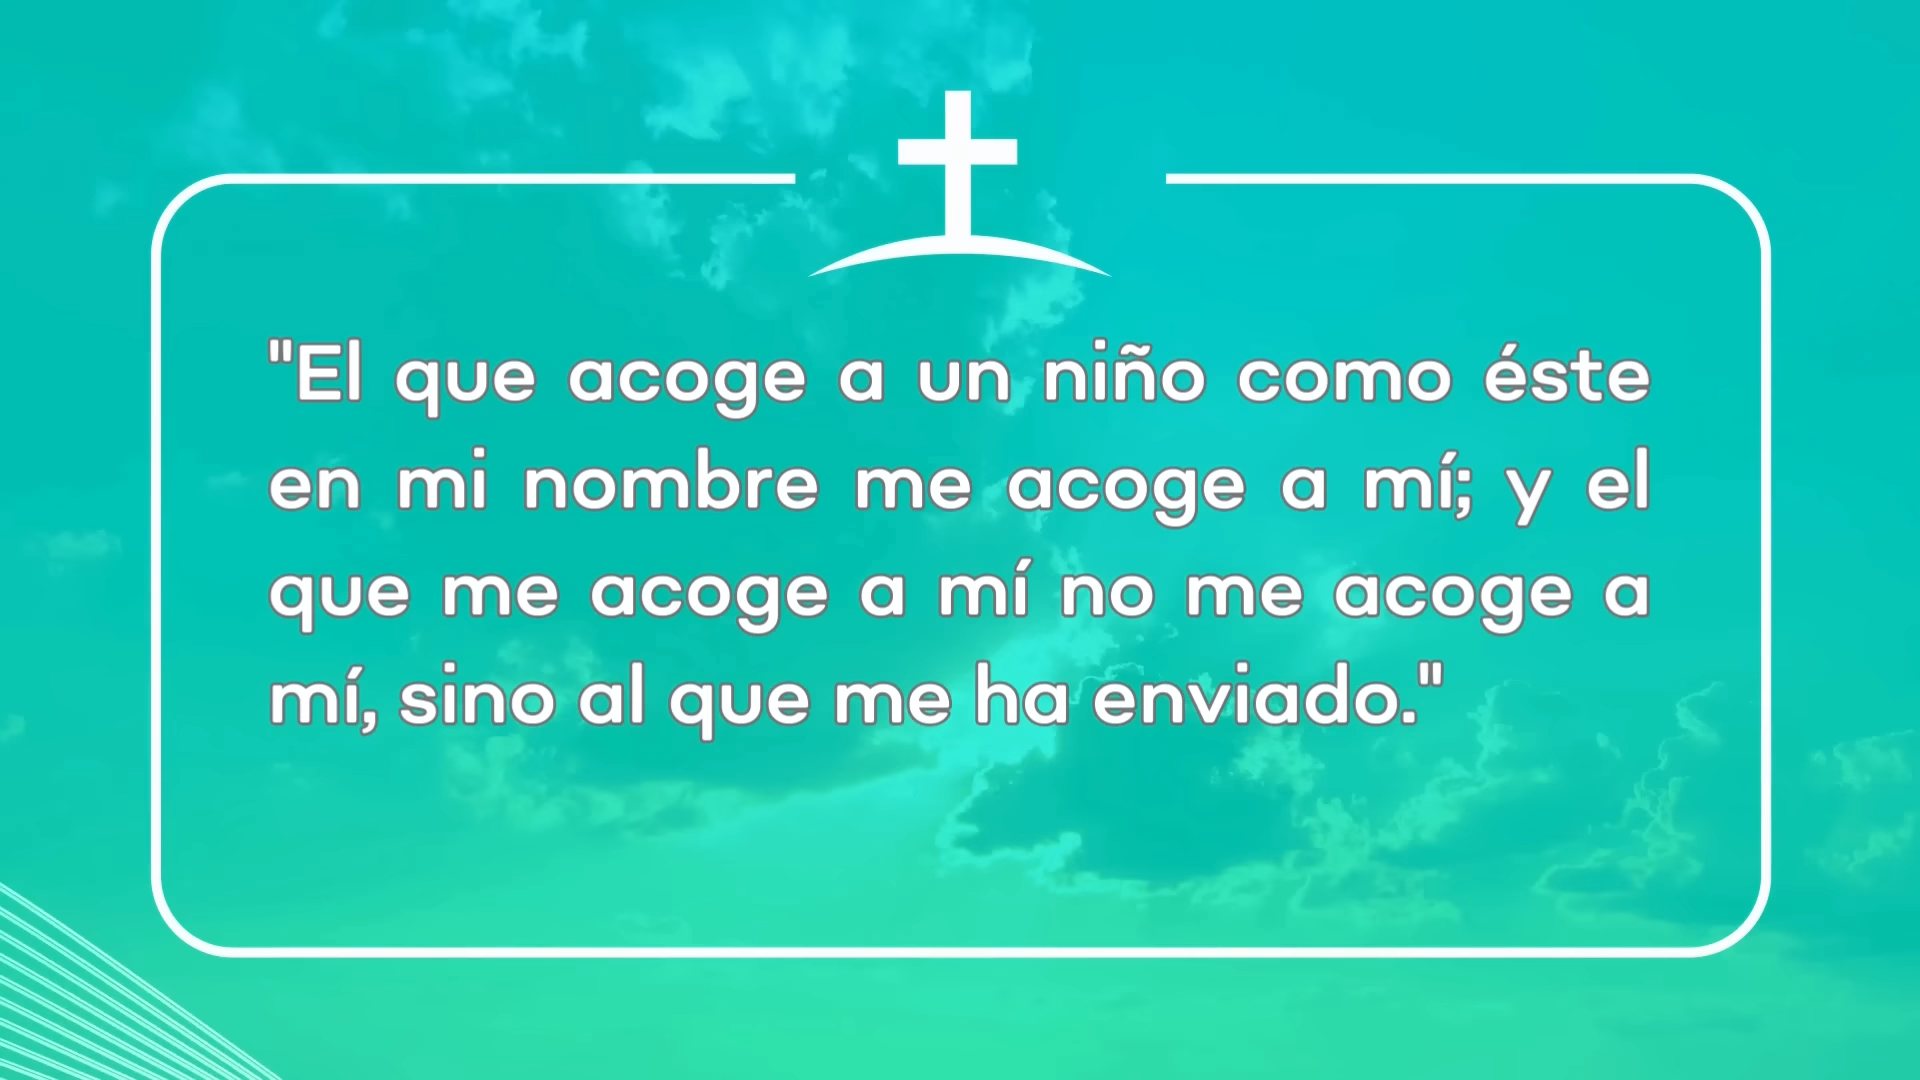 "El que acoge a un niño como éste
en mi nombre me acoge a mí; y el
que me acoge a mí no me acoge a
mí, sino al que me ha enviado."